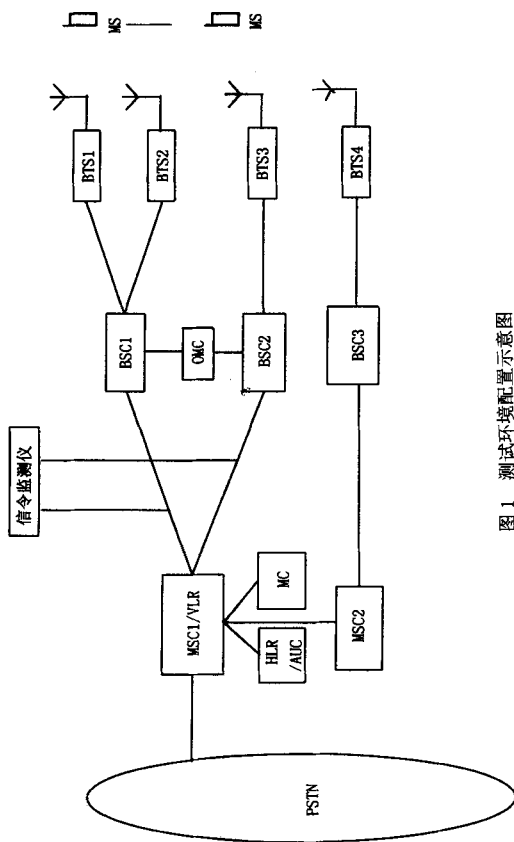 信令监测仪
MS
MS
BTS1
BTS2
BTS3
BTS4
BSC1
OMC
BSC2
BSC3
MSC1/VLR
MC
HLR
/AUC
MSC2
PSTN
图1 测试环境配置示意图